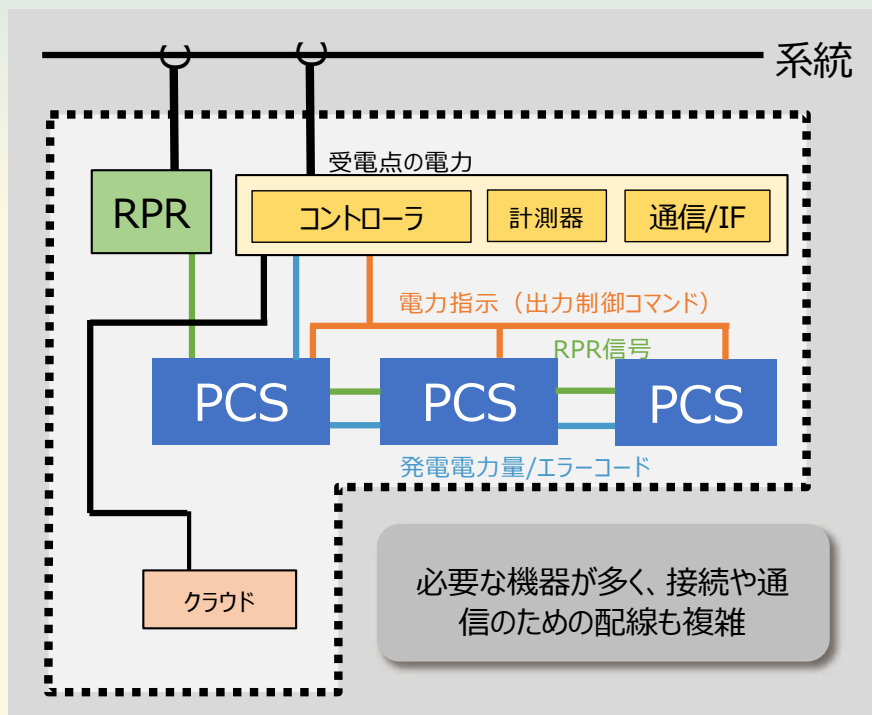 系統
受電点の電力
RPR
コントローラ
計測器
通信/IF
電力指示（出力制御コマンド）
RPR信号
PCS
PCS
PCS
発電電力量/エラーコード
クラウド
必要な機器が多く、接続や通
信のための配線も複雑